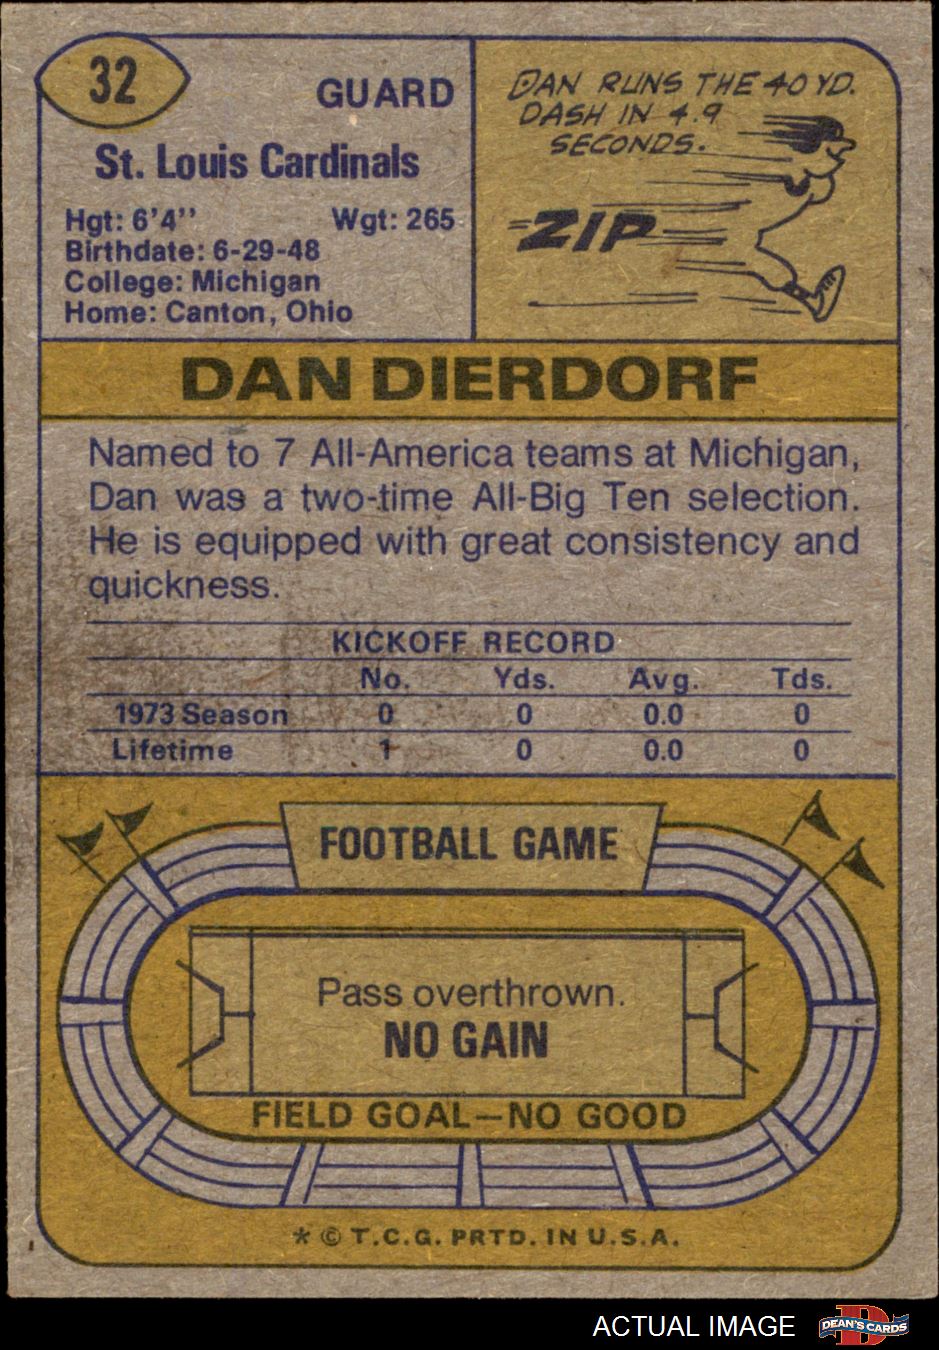 32
GUARD
St. Louis Cardinals
Hgt: 6'4'' Wgt: 265
Birthdate: 6-29-48
College: Michigan
Home: Canton, Ohio
DAN RUNS THE 40 YD.
DASH IN 4.9
SECONDS.
ZIP
DAN DIERDORF
Named to 7 All-America teams at Michigan,
Dan was a two-time All-Big Ten selection.
He is equipped with great consistency and
quickness.
KICKOFF RECORD
No. Yds. Avg. Tds.
1973 Season 0 0 0.0 0
Lifetime 1 0 0.0 0
FOOTBALL GAME
Pass overthrown.
NO GAIN
FIELD GOAL—NO GOOD
* © T.C.G. PRTD. IN U.S.A.
ACTUAL IMAGE
D
DEAN'S CARDS